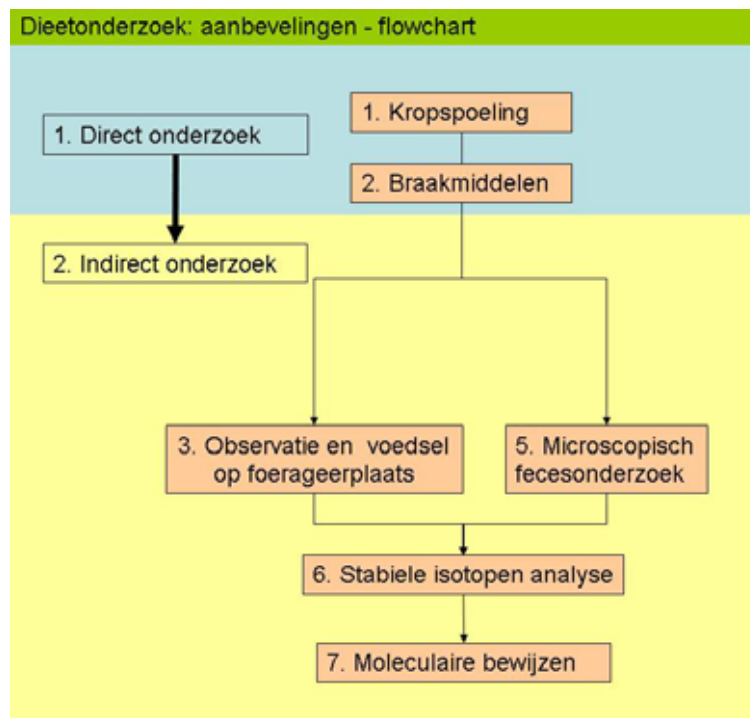 Dieetonderzoek: aanbevelingen - flowchart
1. Direct onderzoek
1. Kropspoeling
2. Braakmiddelen
2. Indirect onderzoek
3. Observatie en voedsel
op foerageerplaats
5. Microscopisch
fecesonderzoek
6. Stabiele isotopen analyse
7. Moleculaire bewijzen